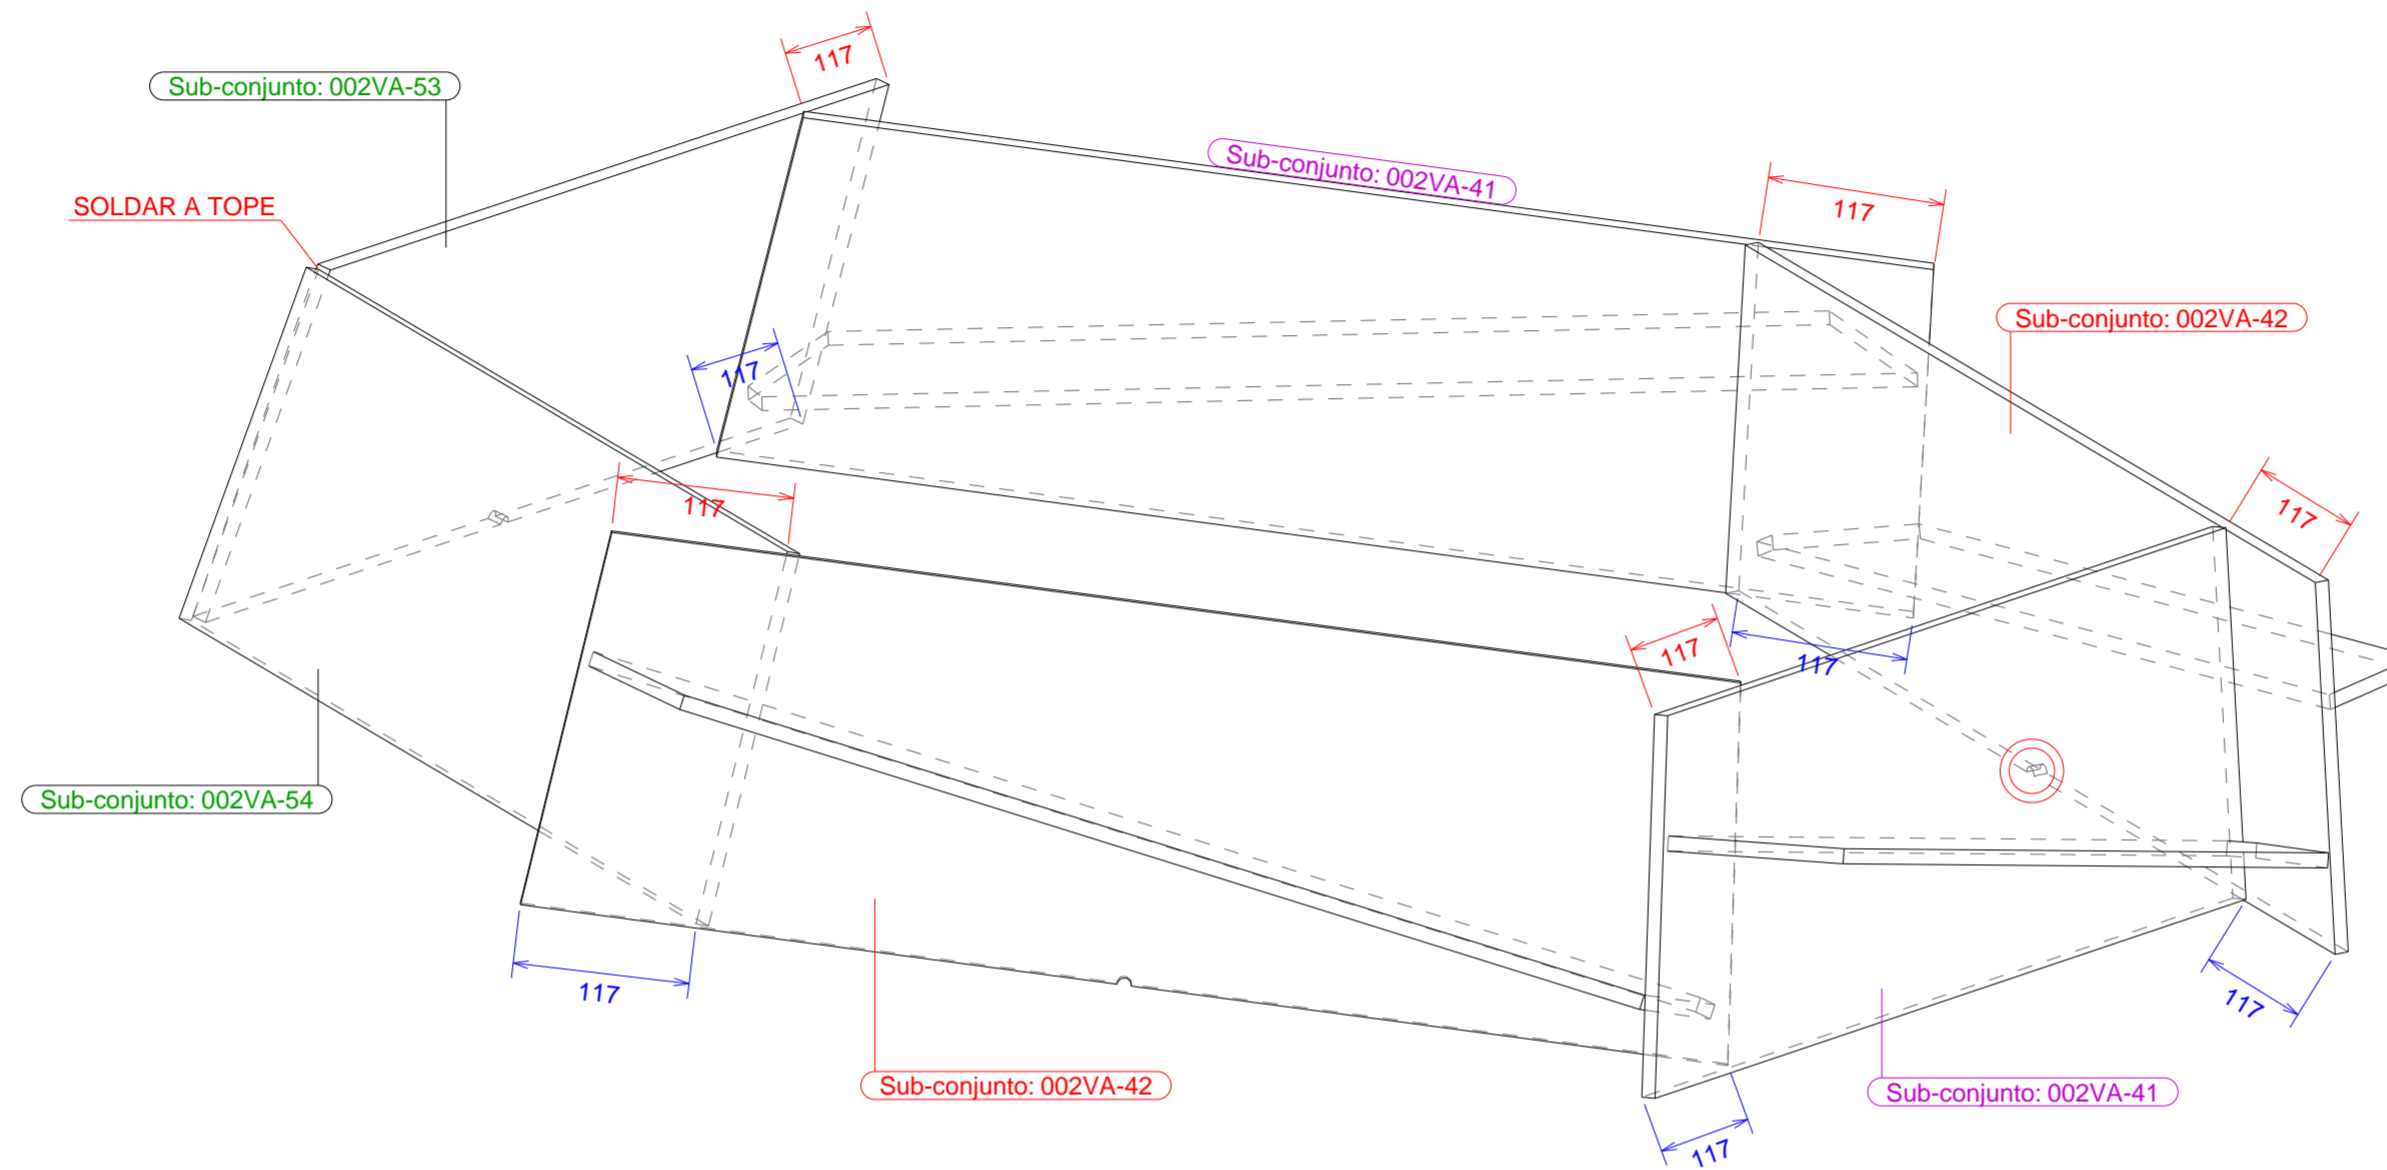 117
Sub-conjunto: 002VA-53
Sub-conjunto: 002VA-41
SOLDAR A TOPE
117
Sub-conjunto: 002VA-42
117
117
117
117
117
Sub-conjunto: 002VA-54
117
117
Sub-conjunto: 002VA-42
Sub-conjunto: 002VA-41
117